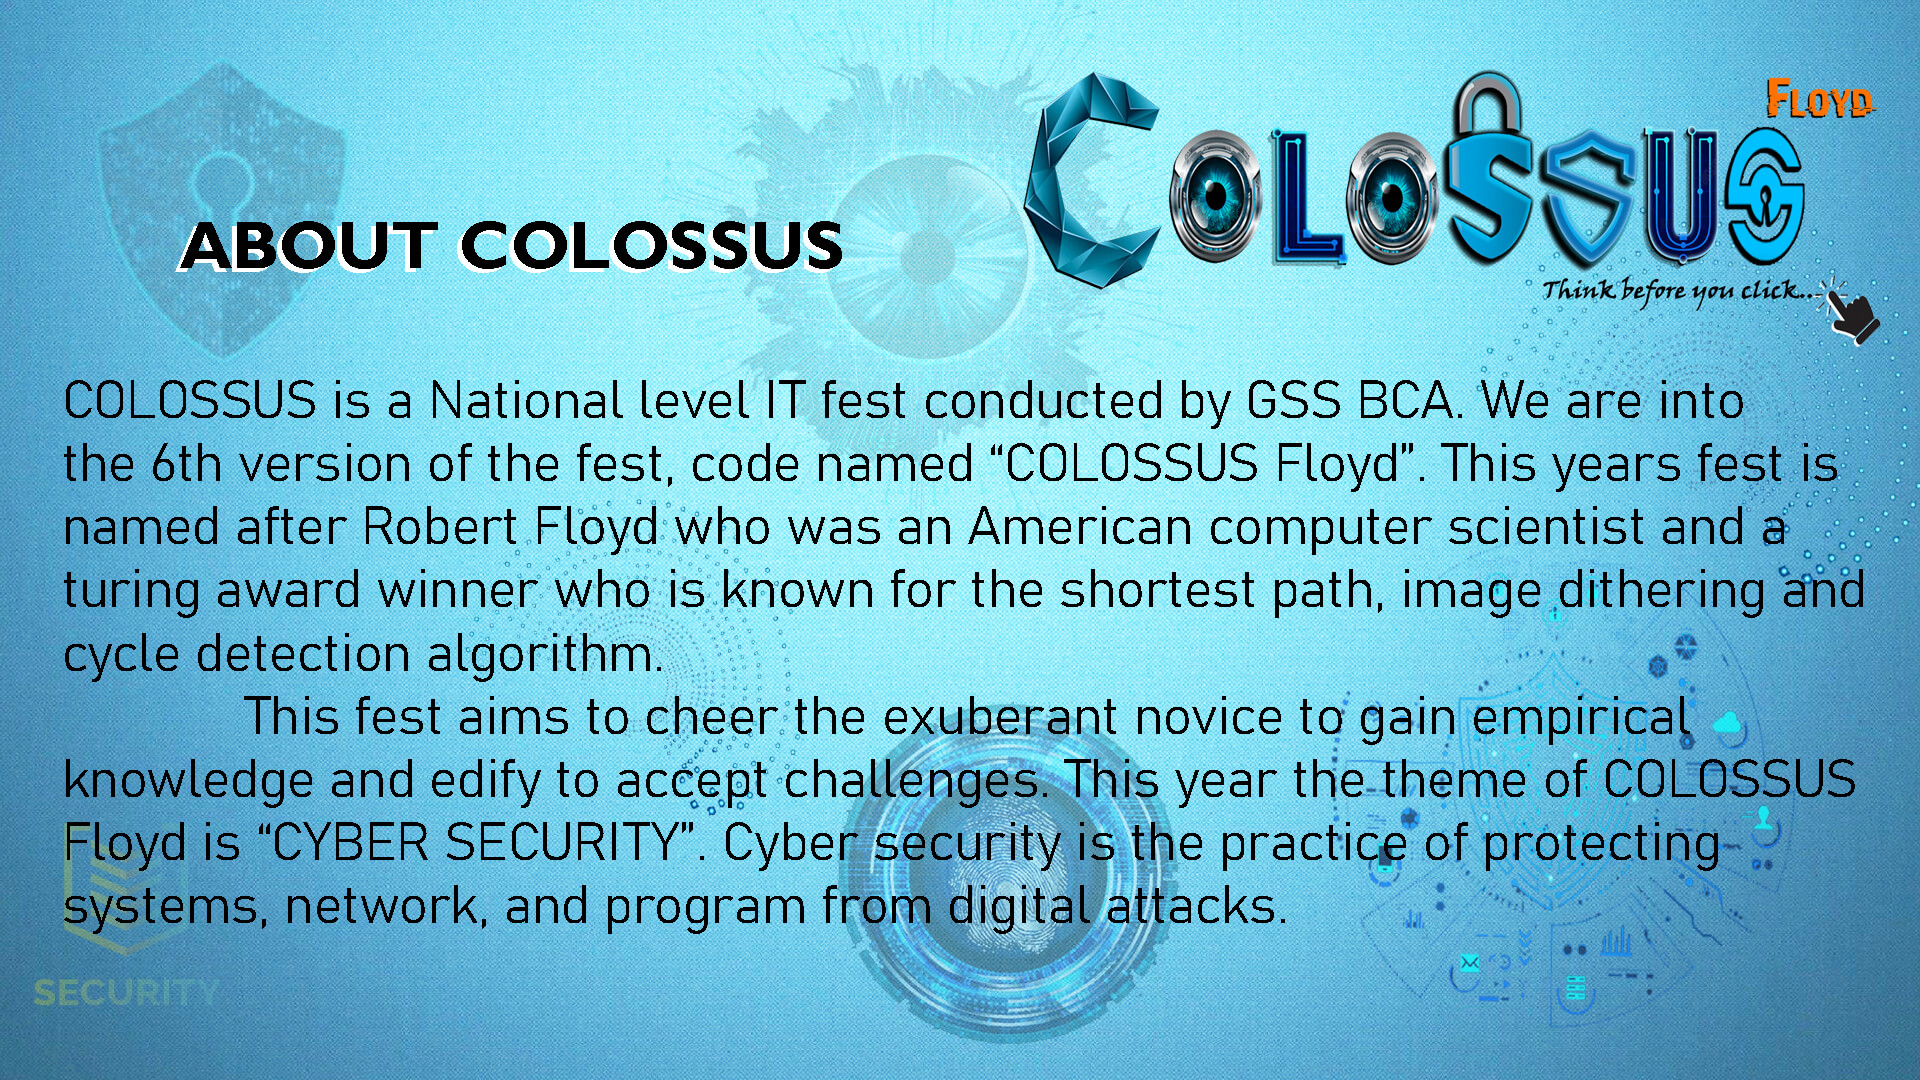 FLOYD
COLOSSUS
Think before you click...
ABOUT COLOSSUS
COLOSSUS is a National level IT fest conducted by GSS BCA. We are into
the 6th version of the fest, code named “COLOSSUS Floyd”. This years fest is
named after Robert Floyd who was an American computer scientist and a
turing award winner who is known for the shortest path, image dithering and
cycle detection algorithm.
This fest aims to cheer the exuberant novice to gain empirical
knowledge and edify to accept challenges. This year the theme of COLOSSUS
Floyd is “CYBER SECURITY”. Cyber security is the practice of protecting
systems, network, and program from digital attacks.
SECURITY